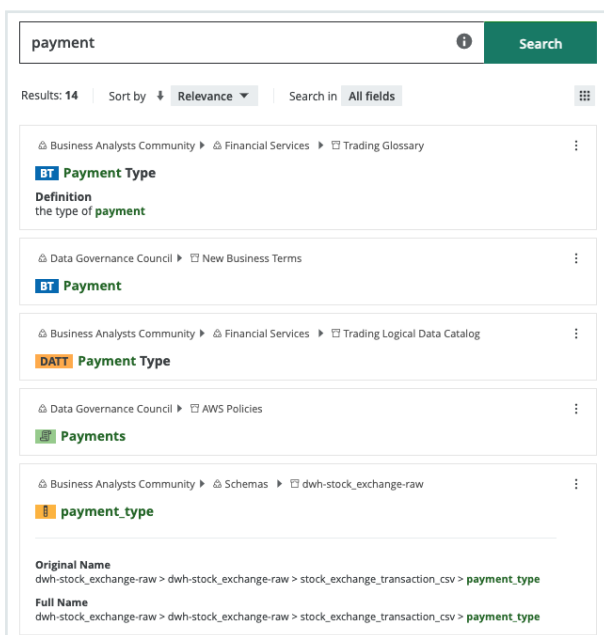 payment
Search
Results: 14 Sort by Relevance Search in All fields
Business Analysts Community Financial Services Trading Glossary
BT Payment Type
Definition
the type of payment
Data Governance Council New Business Terms
BT Payment
Business Analysts Community Financial Services Trading Logical Data Catalog
DATT Payment Type
Data Governance Council AWS Policies
Payments
Business Analysts Community Schemas dwh-stock_exchange-raw
payment_type
Original Name
dwh-stock_exchange-raw > dwh-stock_exchange-raw > stock_exchange_transaction_csv > payment_type
Full Name
dwh-stock_exchange-raw > dwh-stock_exchange-raw > stock_exchange_transaction_csv > payment_type